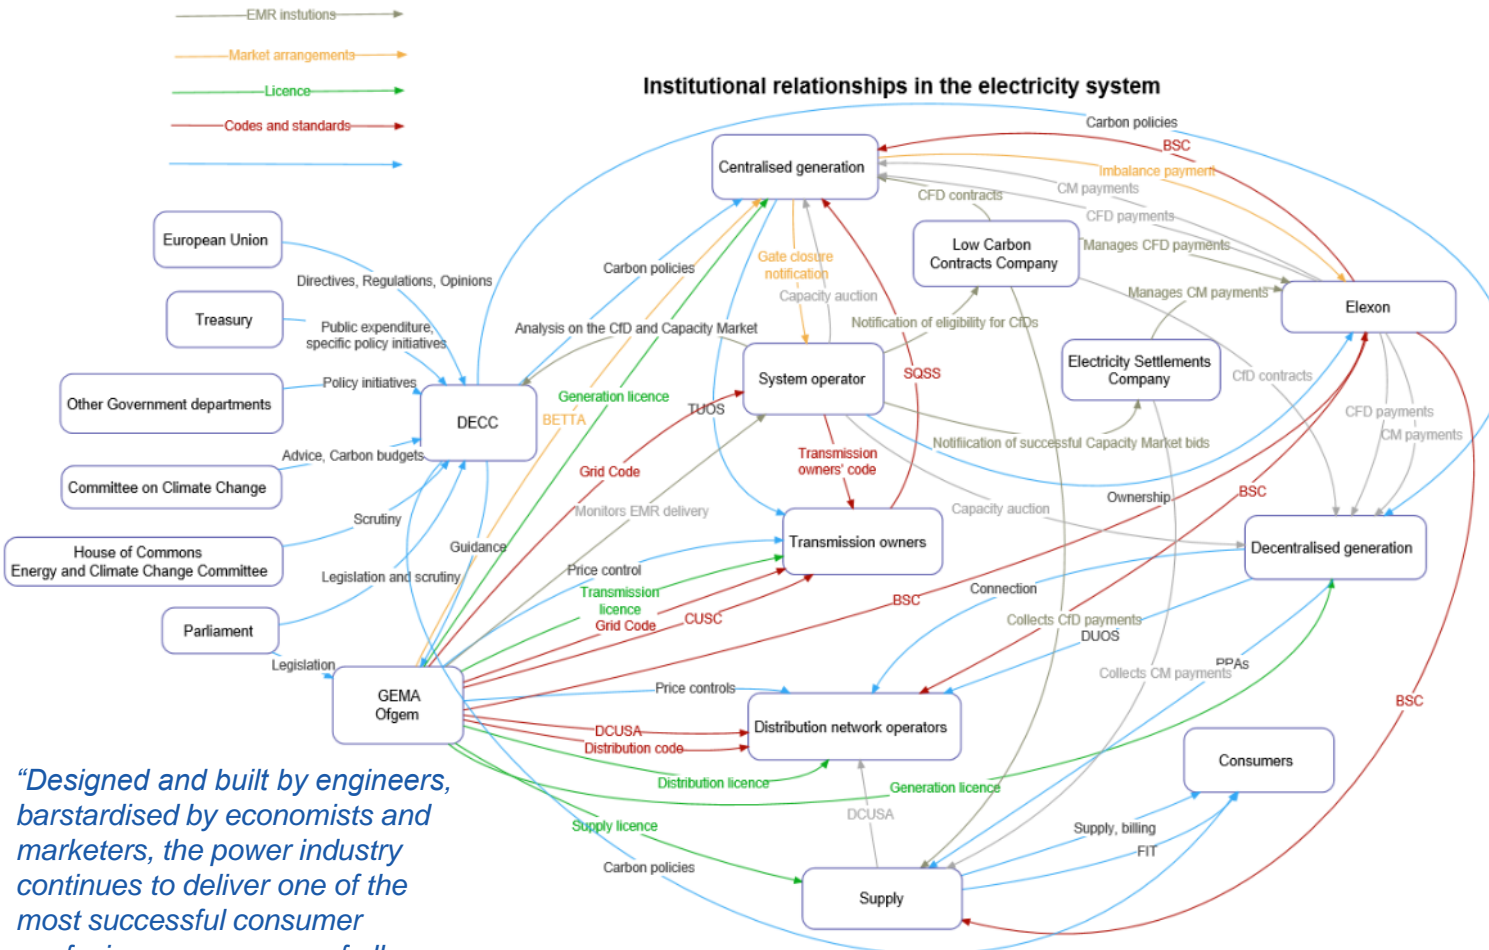 EMR instutions
Market arrangements
Licence
Codes and standards
Institutional relationships in the electricity system
Carbon policies
BSC
Centralised generation
Imbalance payment
CM payments
CFD contracts
CFD payments
European Union
Low Carbon
Contracts Company
Manages CFD payments
Gate closure
notification
Carbon policies
Directives, Regulations, Opinions
Capacity auction
Manages CM payments
Elexon
Treasury
Public expenditure,
specific policy initiatives
Analysis on the CfD and Capacity Market
Notification of eligibility for CfDs
Electricity Settlements
Company
System operator
SQSS
CfD contracts
Policy initiatives
Other Government departments
Generation licence
TUOS
CFD payments
DECC
BETTA
CM payments
Notifiication of successful Capacity Market bids
Advice, Carbon budgets
Transmission
owners' code
Grid Code
Committee on Climate Change
BSC
Ownership
Monitors EMR delivery
Capacity auction
Scrutiny
Transmission owners
Decentralised generation
House of Commons
Energy and Climate Change Committee
Guidance
Price control
Legislation and scrutiny
Transmission
licence
Connection
BSC
Grid Code
CUSC
Collects CfD payments
DUOS
Parliament
Legislation
PPAs
Collects CM payments
Price controls
GEMA
Ofgem
BSC
DCUSA
Distribution network operators
Distribution code
Consumers
Distribution licence
Generation licence
DCUSA
Supply licence
Supply, billing
FIT
Carbon policies
Supply
“Designed and built by engineers,
barstardised by economists and
marketers, the power industry
continues to deliver one of the
most successful consumer